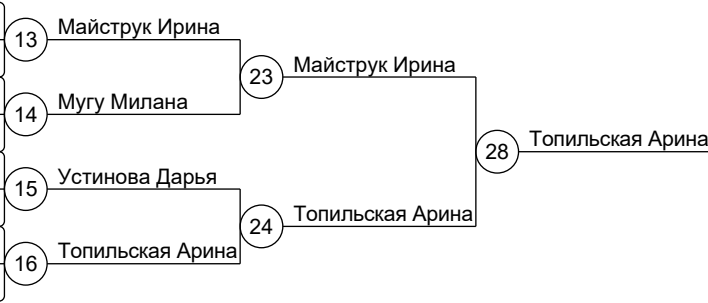 13 Майструк Ирина
23 Майструк Ирина
14 Мугу Милана
28 Топильская Арина
15 Устинова Дарья
24 Топильская Арина
16 Топильская Арина